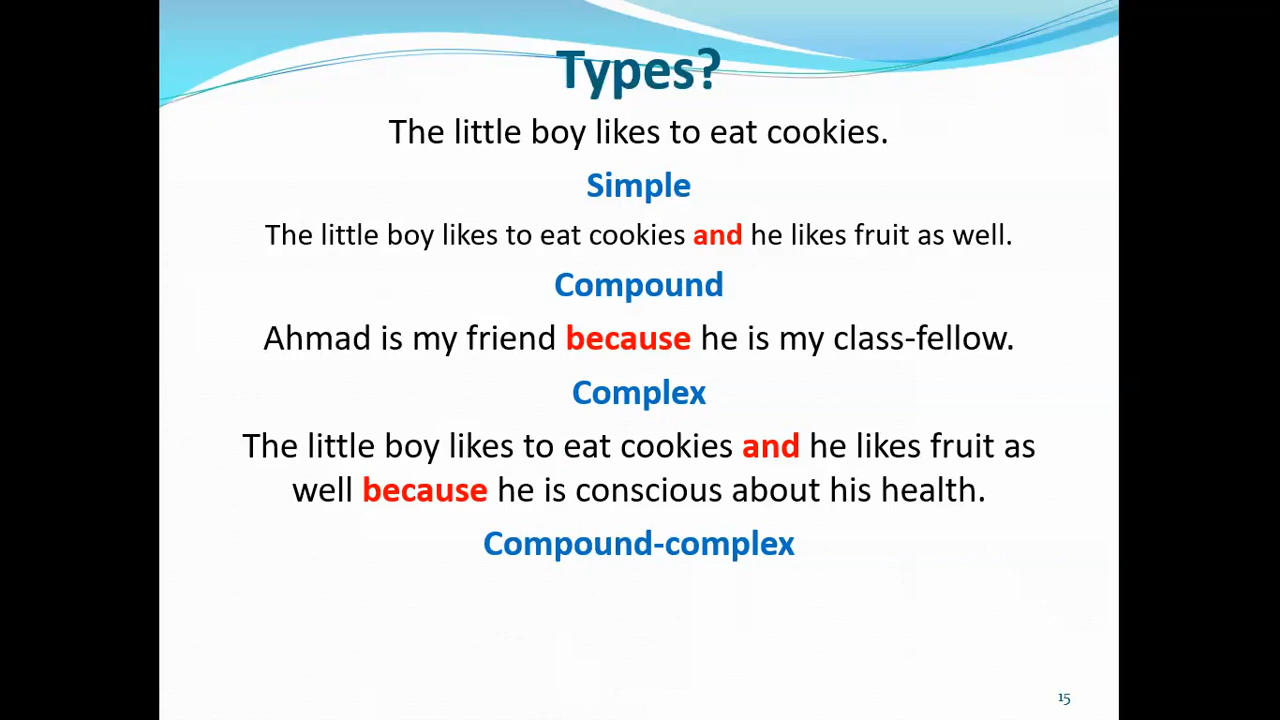 Types?
The little boy likes to eat cookies.
Simple
The little boy likes to eat cookies and he likes fruit as well.
Compound
Ahmad is my friend because he is my class-fellow.
Complex
The little boy likes to eat cookies and he likes fruit as
well because he is conscious about his health.
Compound-complex
15